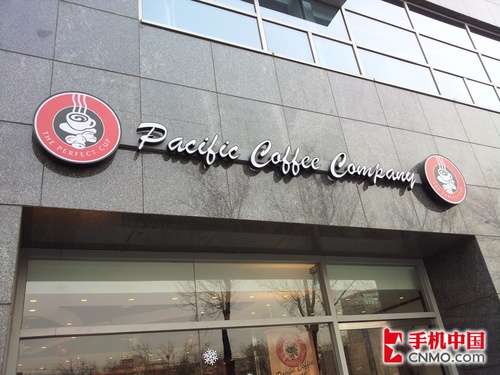 Pacific Coffee Company
THE PERFECT CUP
手机中国
CNMO.COM